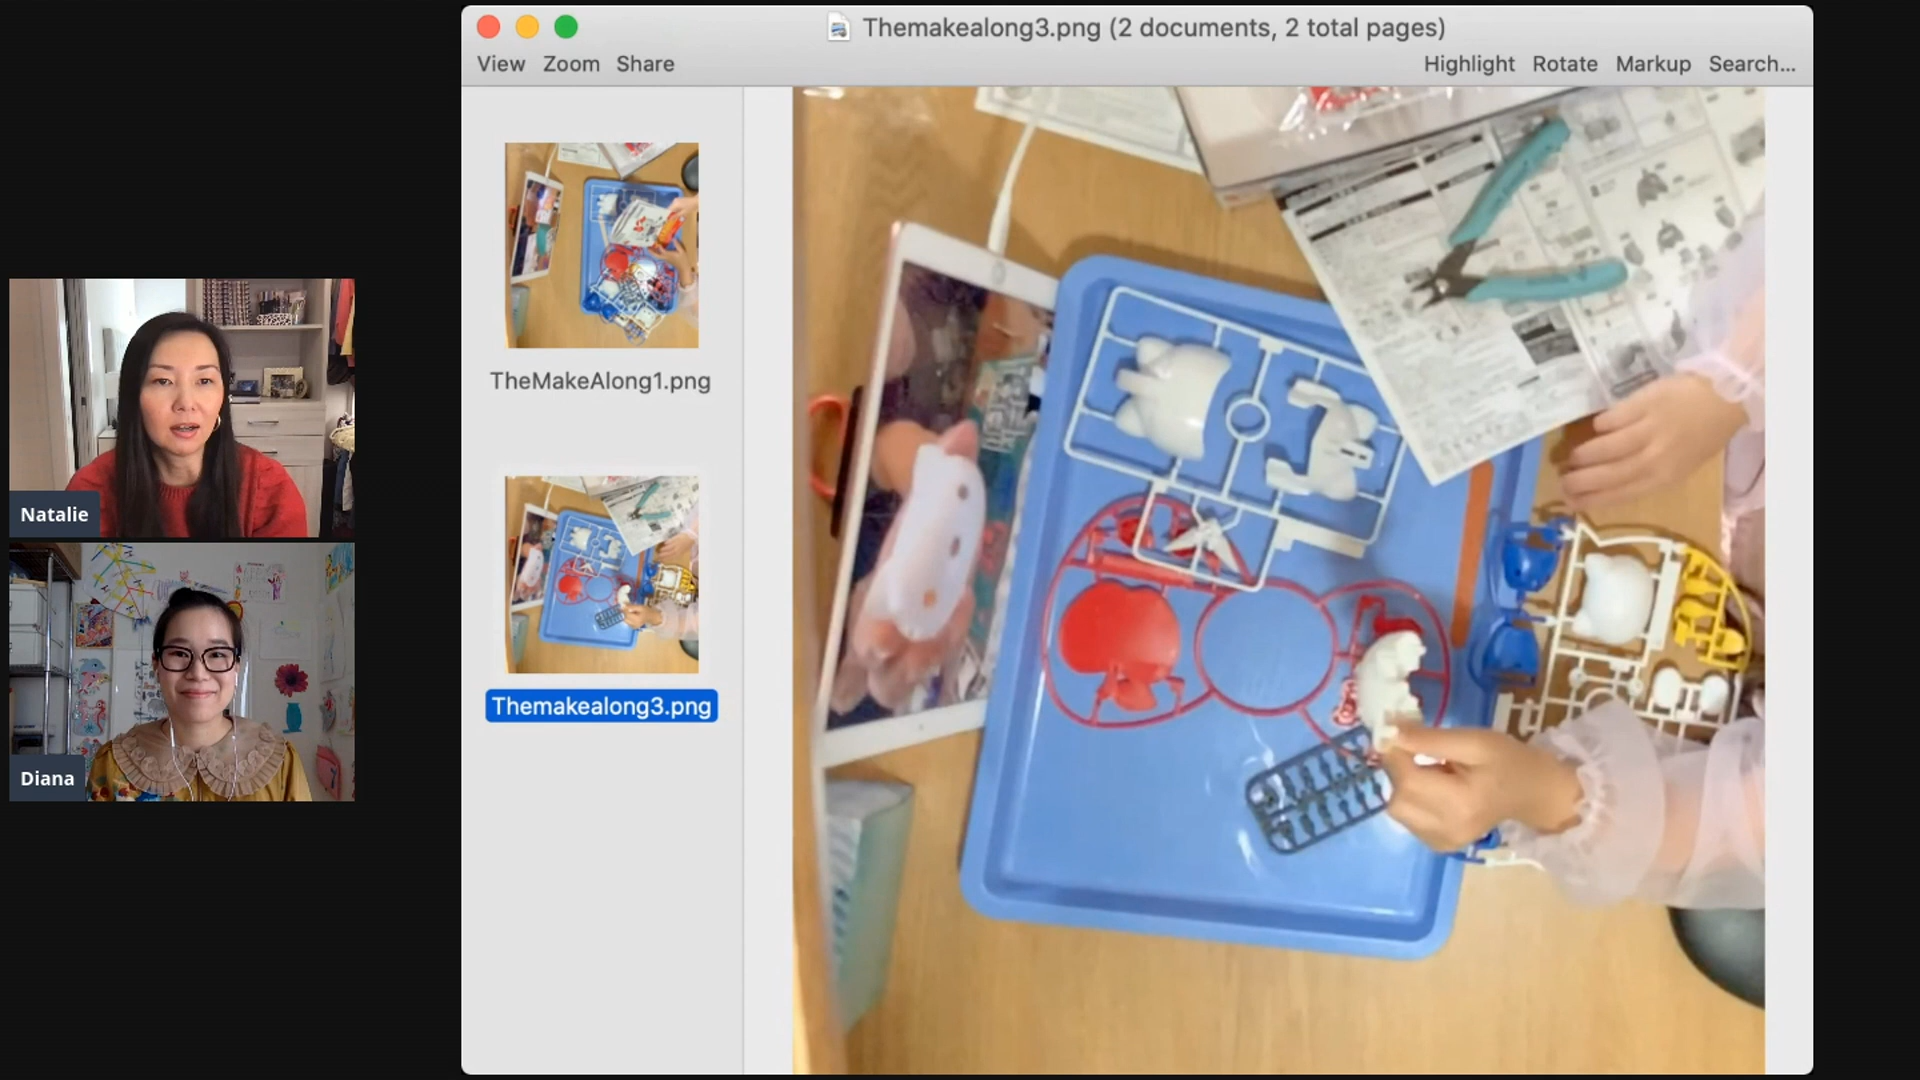 Themakealong3.png (2 documents, 2 total pages)
View Zoom Share
Highlight Rotate Markup Search...
TheMakeAlong1.png
Themakealong3.png
Natalie
Diana